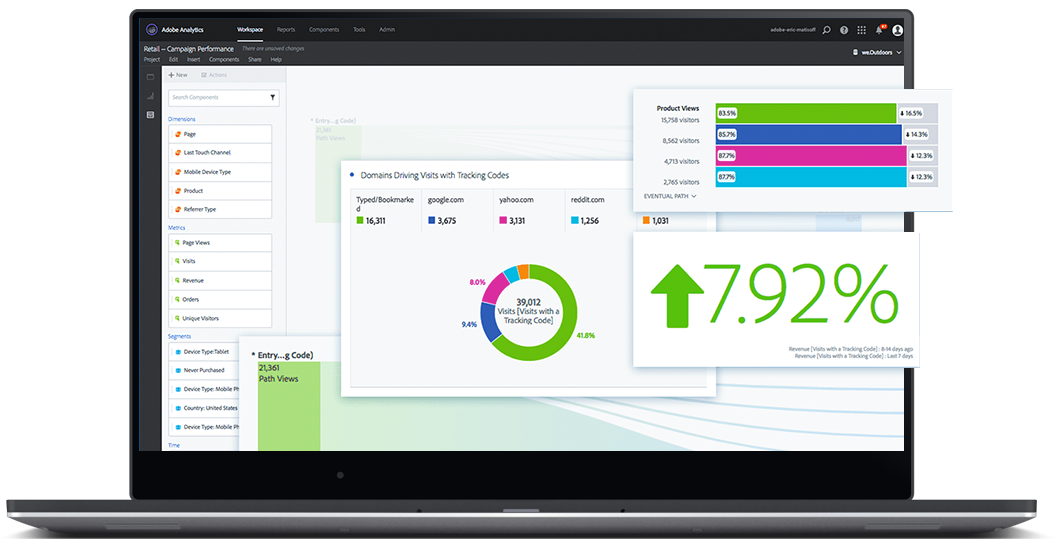 Adobe Analytics
Workspace Reports Components Tools Admin
adobe-eric-matisoff
Retail – Campaign Performance There are unsaved changes
we.Outdoors
Project Edit Insert Components Share Help
+ New Actions
Search Components
Dimensions
Page
Last Touch Channel
Mobile Device Type
Product
Referrer Type
Metrics
Page Views
Visits
Revenue
Orders
Unique Visitors
Segments
Device Type:Tablet
Never Purchased
Device Type: Mobile Ph
Country: United States
Device Type: Mobile Ph
Time
* Entry...g Code)
21,361
Path Views
* Entry...g Code)
21,361
Path Views
Domains Driving Visits with Tracking Codes
Typed/Bookmarke
d
16,311
google.com
3,675
yahoo.com
3,131
reddit.com
1,256
1,031
8.0%
9.4%
41.8%
39,012
Visits [Visits with a
Tracking Code]
Product Views
15,758 visitors
83.5% 16.5%
8,562 visitors
85.7% 14.3%
4,713 visitors
87.7% 12.3%
2,765 visitors
87.7% 12.3%
EVENTUAL PATH
7.92%
Revenue [Visits with a Tracking Code] : 8-14 days ago
Revenue [Visits with a Tracking Code] : Last 7 days